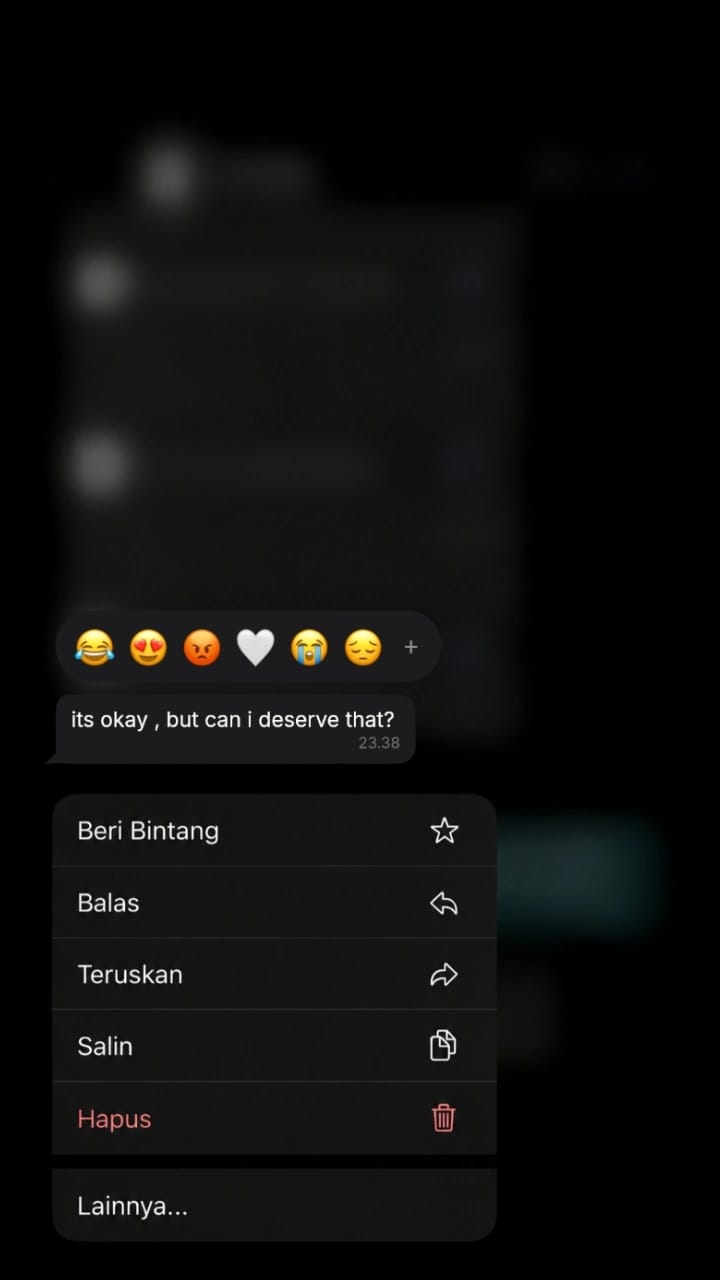 its okay , but can i deserve that?
23.38
Beri Bintang
Balas
Teruskan
Salin
Hapus
Lainnya...